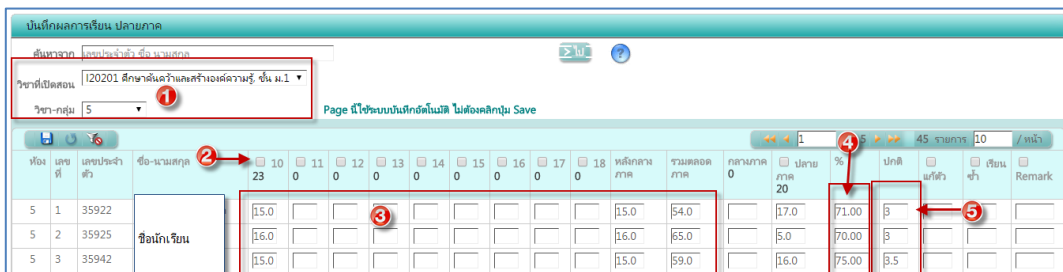 บันทึกผลการเรียน ปลายภาค
ค้นหาจาก เลขประจำตัว ชื่อ นามสกุล ไป ?
วิชาที่เปิดสอน I20201 ศึกษาค้นคว้าและสร้างองค์ความรู้, ชั้น ม.1
1
วิชา-กลุ่ม 5 Page นี้ใช้ระบบบันทึกอัตโนมัติ ไม่ต้องคลิกปุ่ม Save
1 5 45 รายการ 10 / หน้า
ห้อง เลขที่ เลขประจำตัว ชื่อ-นามสกุล 2 10 11 12 13 14 15 16 17 18 หลังกลางภาค รวมตลอดภาค กลางภาค ปลายภาค % ปกติ แก้ตัว เรียนซ้ำ Remark
23 0 0 0 0 0 0 0 0 0 20
4
5 1 35922 15.0 15.0 54.0 17.0 71.00 3
3 5
5 2 35925 ชื่อนักเรียน 16.0 16.0 65.0 5.0 70.00 3
5 3 35942 15.0 15.0 59.0 16.0 75.00 3.5